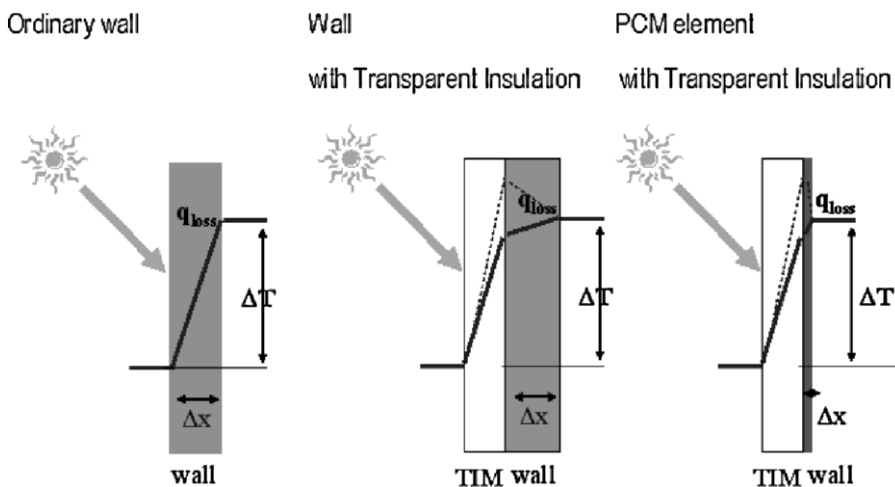 Ordinary wall
Wall
with Transparent Insulation
PCM element
with Transparent Insulation
qloss
ΔT
Δx
wall
qloss
ΔT
Δx
TIM wall
qloss
ΔT
Δx
TIM wall